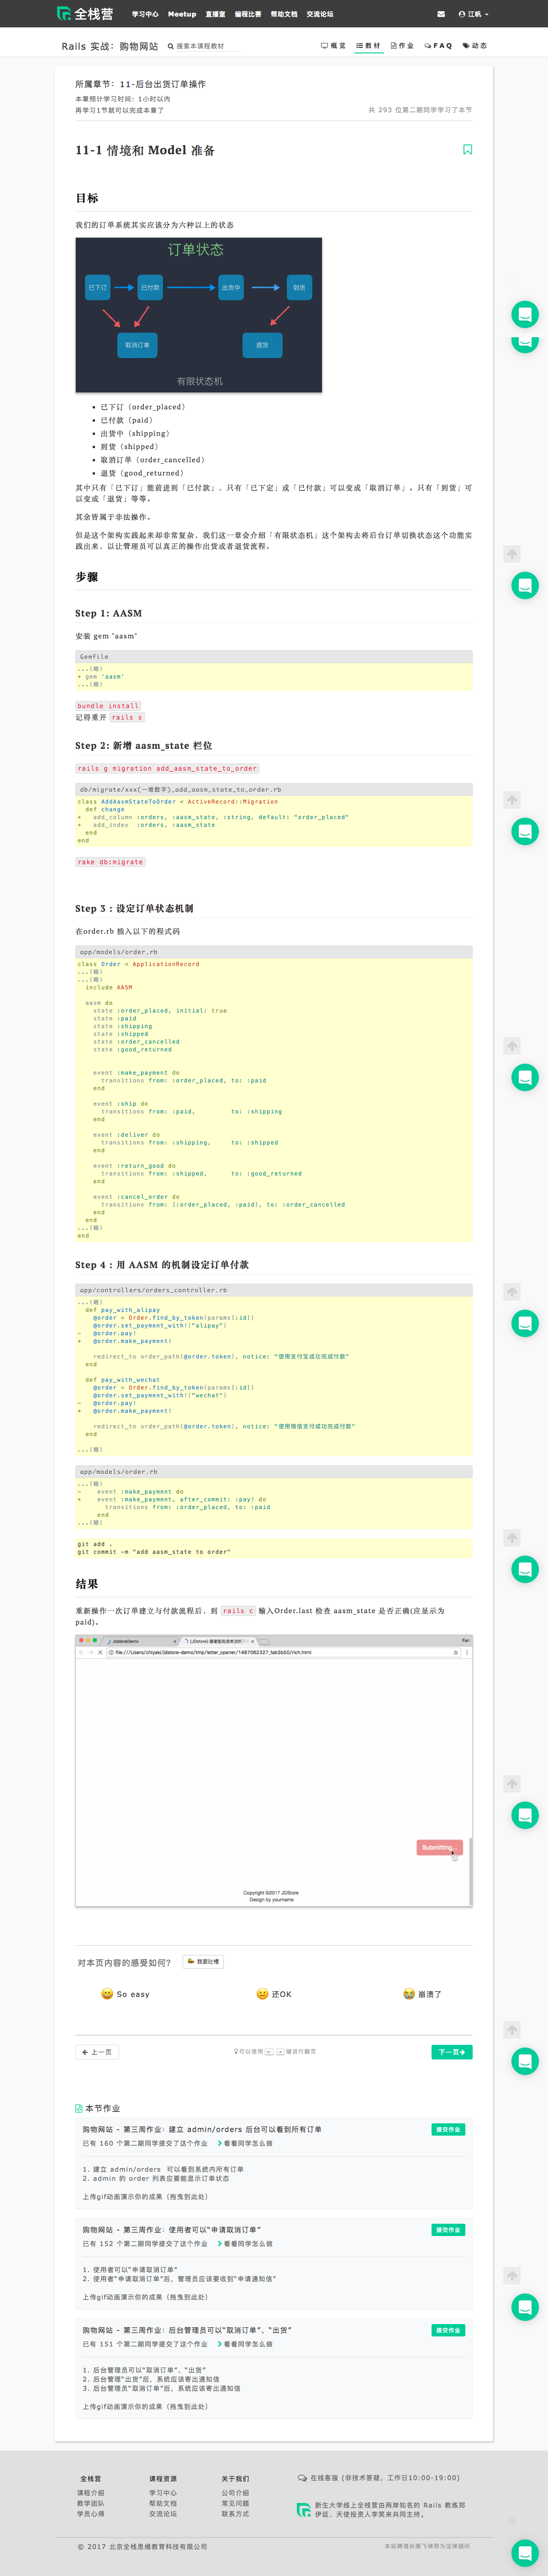 全栈营 学习中心 Meetup 直播室 编程比赛 帮助文档 交流论坛 江帆
Rails 实战：购物网站 搜索本课程教材 概览 教材 作业 FAQ 动态
所属章节：11-后台出货订单操作
本章预计学习时间：1小时以内
再学习1节就可以完成本章了
共 293 位第二期同学学习了本节
11-1 情境和 Model 准备
目标
我们的订单系统其实应该分为六种以上的状态
订单状态
已下订 已付款 出货中 到货
取消订单 退货
有限状态机
已下订（order_placed）
已付款（paid）
出货中（shipping）
到货（shipped）
取消订单（order_cancelled）
退货（good_returned）
其中只有「已下订」能前进到「已付款」，只有「已下定」或「已付款」可以变成「取消订单」。只有「到货」可
以变成「退货」等等。
其余皆属于非法操作。
但是这个架构实践起来却非常复杂，我们这一章会介绍「有限状态机」这个架构去将后台订单切换状态这个功能实
践出来，以让管理员可以真正的操作出货或者退货流程。
步骤
Step 1: AASM
安装 gem "aasm"
Gemfile
...(略)
+ gem 'aasm'
...(略)
bundle install
记得重开 rails s
Step 2: 新增 aasm_state 栏位
rails g migration add_aasm_state_to_order
db/migrate/xxx(一堆数字)_add_aasm_state_to_order.rb
class AddAasmStateToOrder < ActiveRecord::Migration
  def change
+   add_column :orders, :aasm_state, :string, default: "order_placed"
+   add_index  :orders, :aasm_state
  end
end
rake db:migrate
Step 3 : 设定订单状态机制
在order.rb 插入以下的程式码
app/models/order.rb
class Order < ApplicationRecord
...(略)
...(略)
  include AASM
  aasm do
    state :order_placed, initial: true
    state :paid
    state :shipping
    state :shipped
    state :order_cancelled
    state :good_returned
    event :make_payment do
      transitions from: :order_placed, to: :paid
    end
    event :ship do
      transitions from: :paid,         to: :shipping
    end
    event :deliver do
      transitions from: :shipping,     to: :shipped
    end
    event :return_good do
      transitions from: :shipped,      to: :good_returned
    end
    event :cancel_order do
      transitions from: [:order_placed, :paid], to: :order_cancelled
    end
  end
...(略)
end
Step 4 : 用 AASM 的机制设定订单付款
app/controllers/orders_controller.rb
...(略)
  def pay_with_alipay
    @order = Order.find_by_token(params[:id])
    @order.set_payment_with!("alipay")
-   @order.pay!
+   @order.make_payment!
    redirect_to order_path(@order.token), notice: "使用支付宝成功完成付款"
  end
  def pay_with_wechat
    @order = Order.find_by_token(params[:id])
    @order.set_payment_with!("wechat")
-   @order.pay!
+   @order.make_payment!
    redirect_to order_path(@order.token), notice: "使用微信支付成功完成付款"
  end
...(略)
app/models/order.rb
...(略)
-    event :make_payment do
+    event :make_payment, after_commit: :pay! do
       transitions from: :order_placed, to: :paid
     end
...(略)
git add .
git commit -m "add aasm_state to order"
结果
重新操作一次订单建立与付款流程后，到 rails c 输入Order.last 检查 aasm_state 是否正确(应显示为
paid)。
JdstoreDemo Fan
file:///Users/chiyaki/jdstore-demo/tmp/letter_opener/1487062327_fab3b50/rich.html
Submitting...
Copyright ©2017 JDStore
Design by yourname
对本页内容的感受如何？ 我要吐槽
So easy 还OK 崩溃了
上一页 可以使用 键进行翻页 下一页
本节作业
购物网站 - 第三周作业：建立 admin/orders 后台可以看到所有订单 提交作业
已有 160 个第二期同学提交了这个作业 看看同学怎么做
1. 建立 admin/orders 可以看到系统内所有订单
2. admin 的 order 列表应要能显示订单状态
上传gif动画演示你的成果（拖曳到此处）
购物网站 - 第三周作业：使用者可以“申请取消订单” 提交作业
已有 152 个第二期同学提交了这个作业 看看同学怎么做
1. 使用者可以“申请取消订单”
2. 使用者“申请取消订单”后，管理员应该要收到“申请通知信”
上传gif动画演示你的成果（拖曳到此处）
购物网站 - 第三周作业：后台管理员可以“取消订单”、“出货” 提交作业
已有 151 个第二期同学提交了这个作业 看看同学怎么做
1. 后台管理员可以“取消订单”、“出货”
2. 后台管理“出货”后，系统应该寄出通知信
3. 后台管理员“取消订单”后，系统应该寄出通知信
上传gif动画演示你的成果（拖曳到此处）
全栈营 课程资源 关于我们 在线客服 (非技术答疑，工作日10:00-19:00)
课程介绍 学习中心 公司介绍
教学团队 帮助文档 常见问题
学员心得 交流论坛 联系方式
新生大学线上全栈营由两岸知名的 Rails 教练郑
伊廷、天使投资人李笑来共同主持。
© 2017 北京全栈思维教育科技有限公司